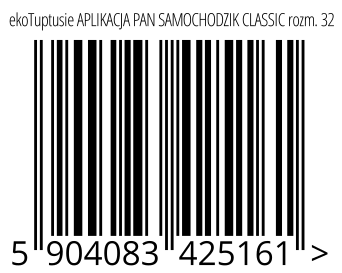 ekoTuptusie APLIKACJA PAN SAMOCHODZIK CLASSIC rozm. 32
5 904083 425161 >